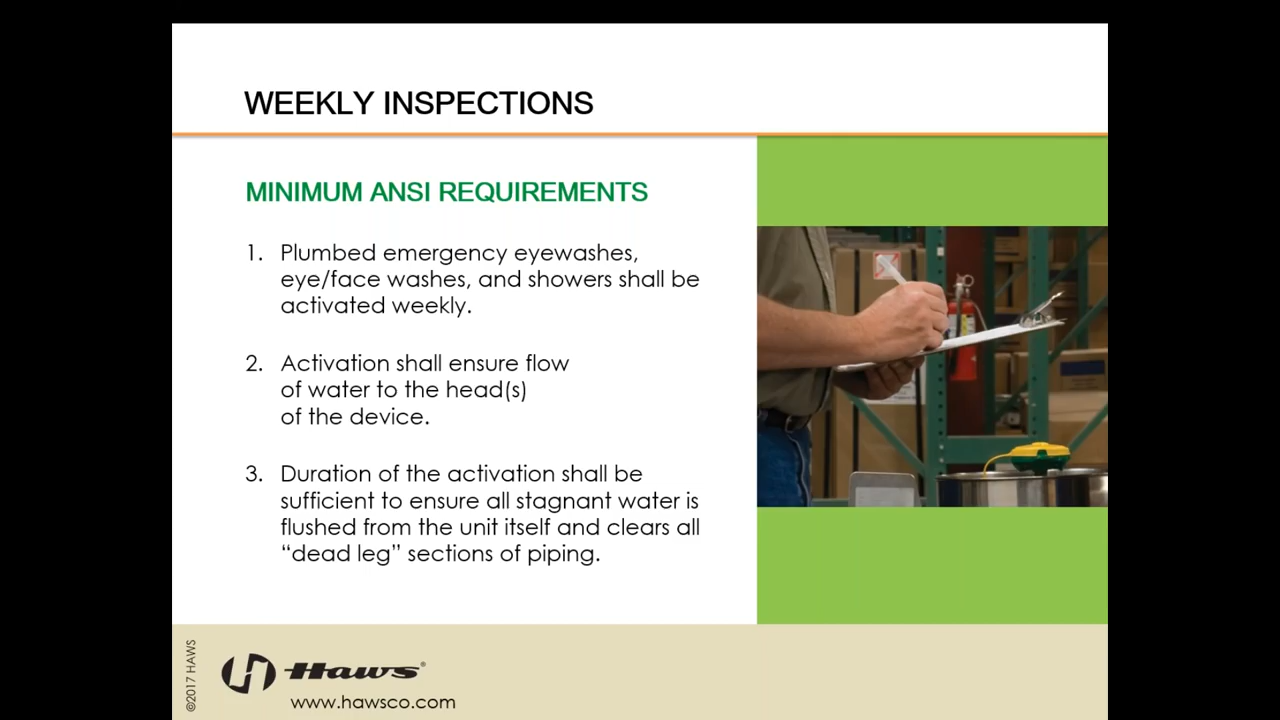 WEEKLY INSPECTIONS
MINIMUM ANSI REQUIREMENTS
1. Plumbed emergency eyewashes,
eye/face washes, and showers shall be
activated weekly.
2. Activation shall ensure flow
of water to the head(s)
of the device.
3. Duration of the activation shall be
sufficient to ensure all stagnant water is
flushed from the unit itself and clears all
“dead leg” sections of piping.
©2017 HAWS
Haws®
www.hawsco.com